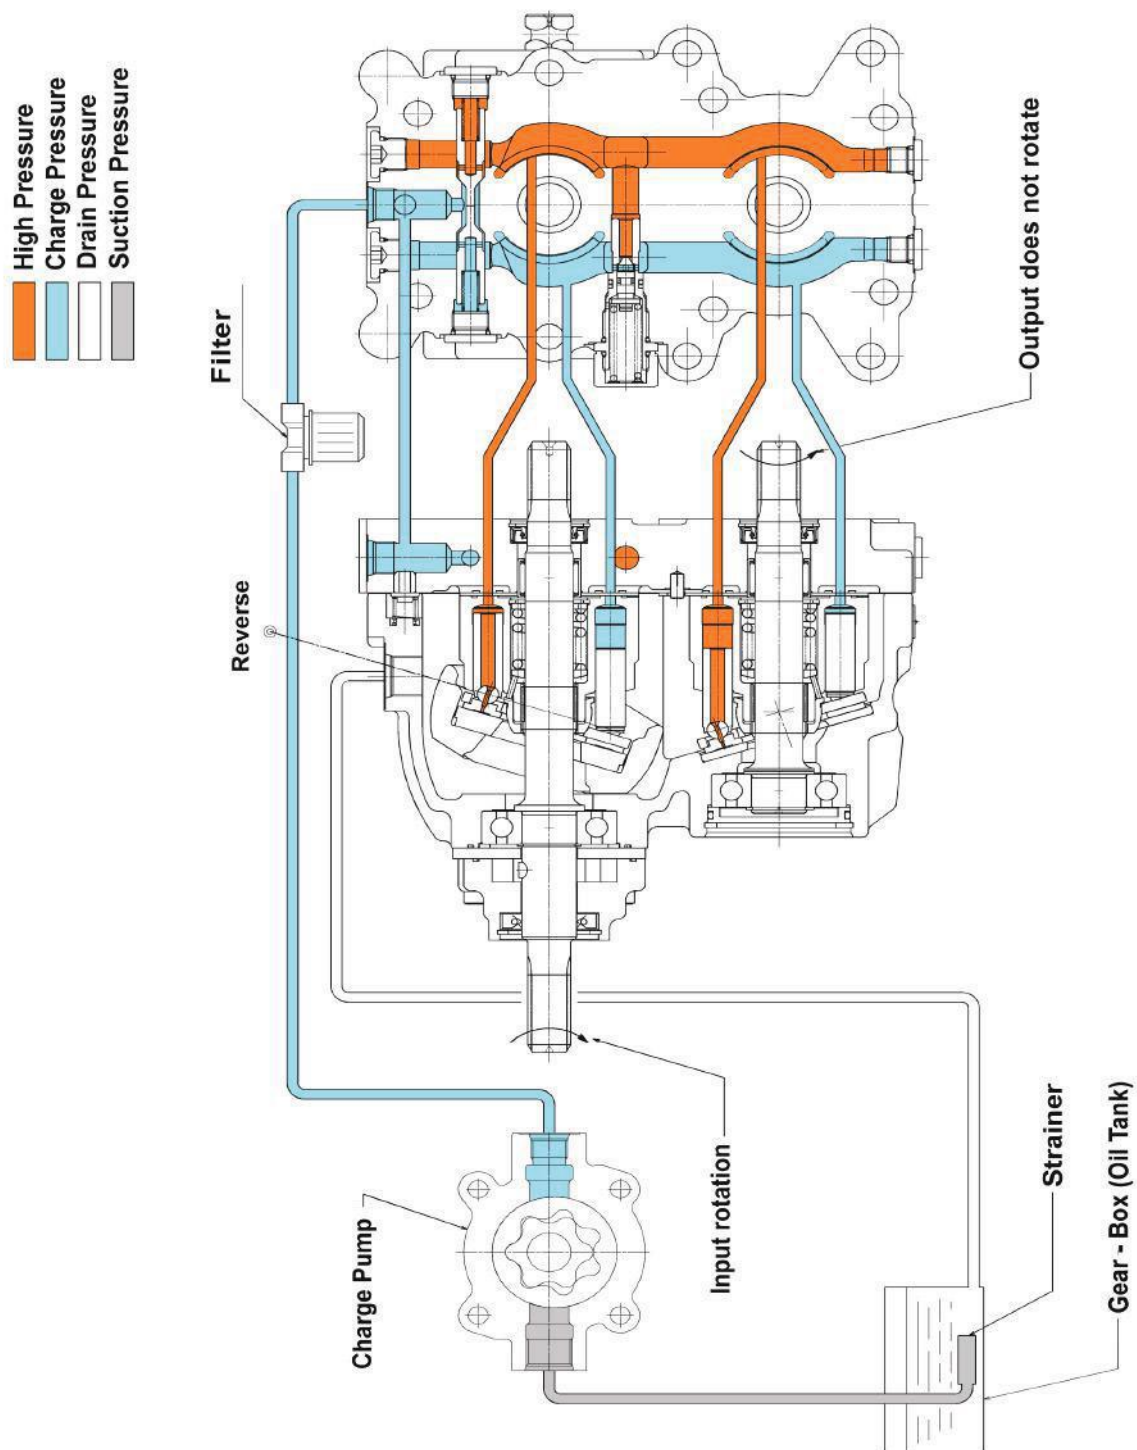 High Pressure
Charge Pressure
Drain Pressure
Suction Pressure
Filter
Output does not rotate
Reverse
Input rotation
Charge Pump
Strainer
Gear - Box (Oil Tank)